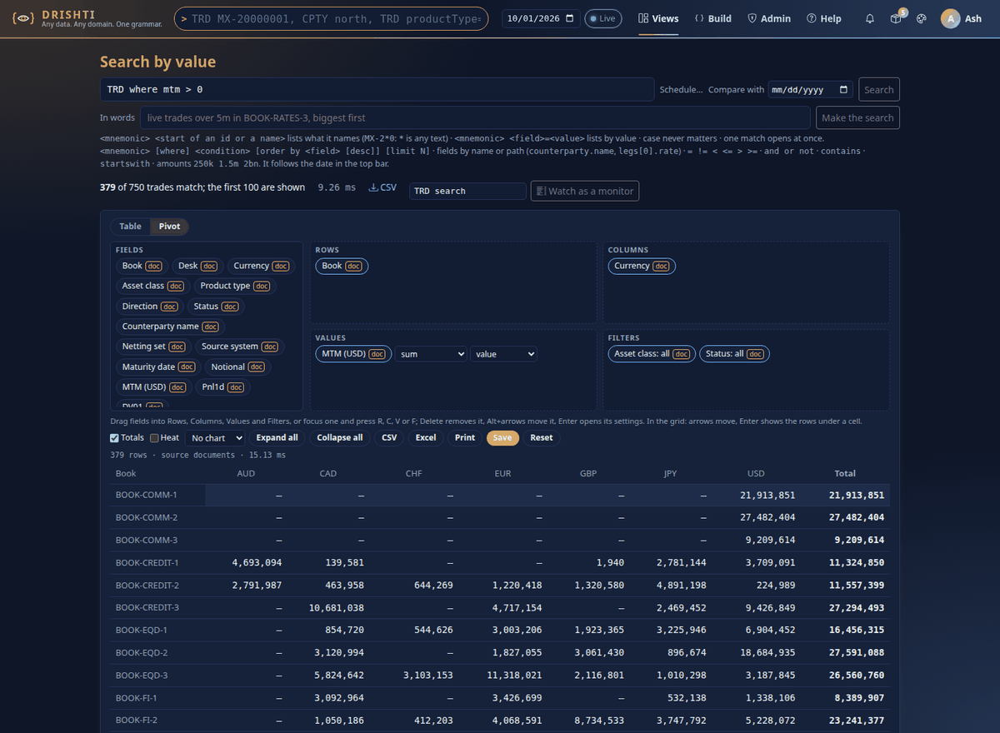 DRISHTI
Any data. Any domain. One grammar.
> TRD MX-20000001, CPTY north, TRD productType=
10/01/2026
Live
Views
Build
Admin
Help
5
A
Ash
Search by value
TRD where mtm > 0
Schedule...
Compare with
mm/dd/yyyy
Search
In words
live trades over 5m in BOOK-RATES-3, biggest first
Make the search
<mnemonic> <start of an id or a name> lists what it names (MX-2*0: * is any text) · <mnemonic> <field>=<value> lists by value · case never matters · one match opens at once.
<mnemonic> [where] <condition> [order by <field> [desc]] [limit N] · fields by name or path (counterparty.name, legs[0].rate) · = != < <= > >= · and or not · contains ·
startswith · amounts 250k 1.5m 2bn. It follows the date in the top bar.
379 of 750 trades match; the first 100 are shown
9.26 ms
CSV
TRD search
Watch as a monitor
Table
Pivot
FIELDS
Book doc Desk doc Currency doc
Asset class doc Product type doc
Direction doc Status doc
Counterparty name doc
Netting set doc Source system doc
Maturity date doc Notional doc
MTM (USD) doc Pnl1d doc
DV01 doc
ROWS
Book doc
COLUMNS
Currency doc
VALUES
MTM (USD) doc sum value
FILTERS
Asset class: all doc Status: all doc
Drag fields into Rows, Columns, Values and Filters, or focus one and press R, C, V or F; Delete removes it, Alt+arrows move it, Enter opens its settings. In the grid: arrows move, Enter shows the rows under a cell.
Totals Heat No chart Expand all Collapse all CSV Excel Print Save Reset
379 rows · source documents · 15.13 ms
Book AUD CAD CHF EUR GBP JPY USD Total
BOOK-COMM-1 — — — — — — 21,913,851 21,913,851
BOOK-COMM-2 — — — — — — 27,482,404 27,482,404
BOOK-COMM-3 — — — — — — 9,209,614 9,209,614
BOOK-CREDIT-1 4,693,094 139,581 — — 1,940 2,781,144 3,709,091 11,324,850
BOOK-CREDIT-2 2,791,987 463,958 644,269 1,220,418 1,320,580 4,891,198 224,989 11,557,399
BOOK-CREDIT-3 — 10,681,038 — 4,717,154 — 2,469,452 9,426,849 27,294,493
BOOK-EQD-1 — 854,720 544,626 3,003,206 1,923,365 3,225,946 6,904,452 16,456,315
BOOK-EQD-2 — 3,120,994 — 1,827,055 3,061,430 896,674 18,684,935 27,591,088
BOOK-EQD-3 — 5,824,642 3,103,153 11,318,021 2,116,801 1,010,298 3,187,845 26,560,760
BOOK-FI-1 — 3,092,964 — 3,426,699 — 532,138 1,338,106 8,389,907
BOOK-FI-2 — 1,050,186 412,203 4,068,591 8,734,533 3,747,792 5,228,072 23,241,377